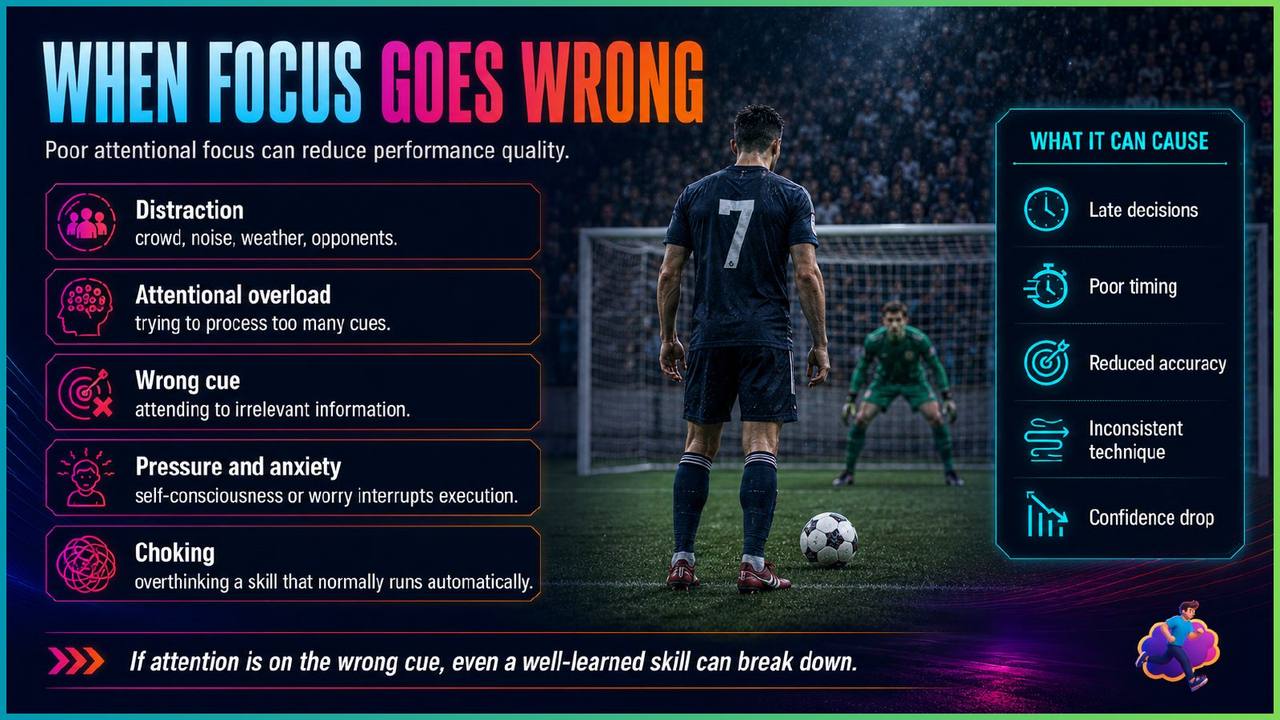 WHEN FOCUS GOES WRONG
Poor attentional focus can reduce performance quality.
Distraction
crowd, noise, weather, opponents.
Attentional overload
trying to process too many cues.
Wrong cue
attending to irrelevant information.
Pressure and anxiety
self-consciousness or worry interrupts execution.
Choking
overthinking a skill that normally runs automatically.
7
WHAT IT CAN CAUSE
Late decisions
Poor timing
Reduced accuracy
Inconsistent
technique
Confidence drop
If attention is on the wrong cue, even a well-learned skill can break down.